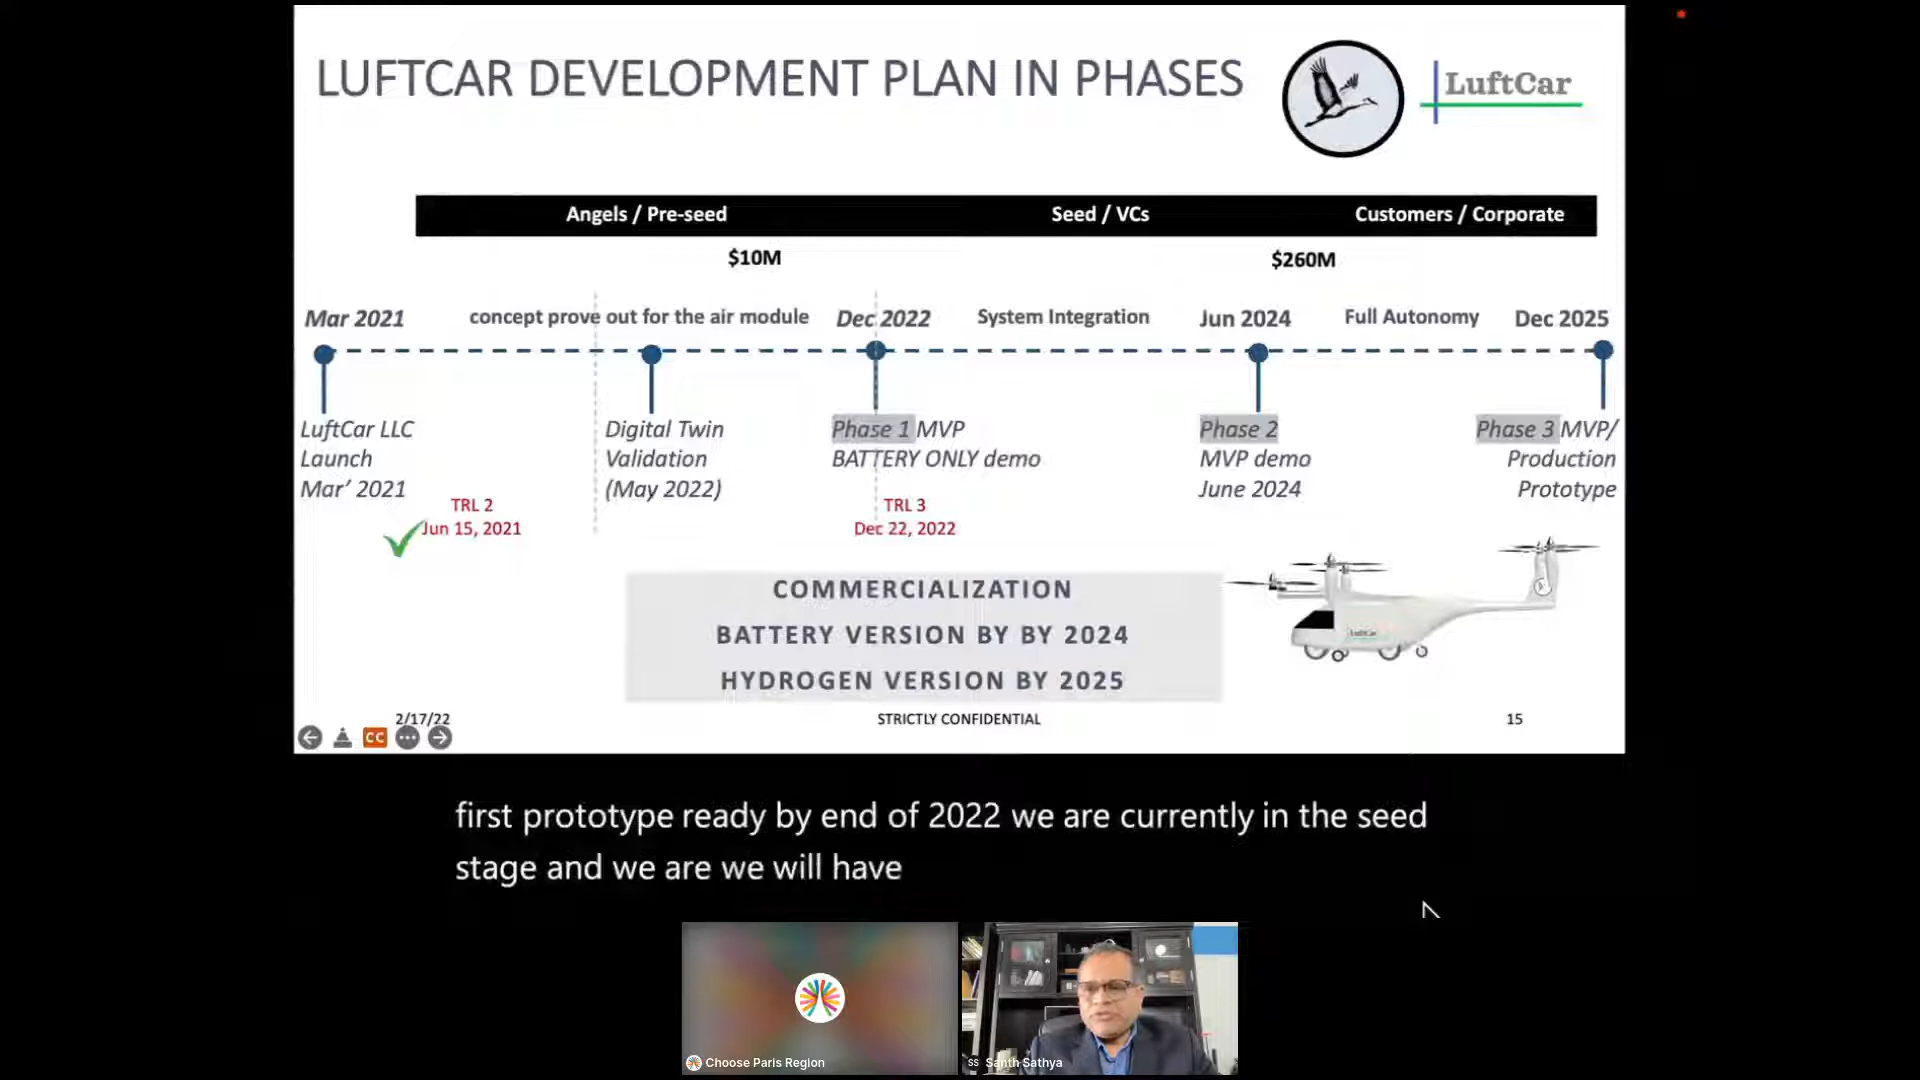 LUFTCAR DEVELOPMENT PLAN IN PHASES
LuftCar
Angels / Pre-seed
Seed / VCs
Customers / Corporate
$10M
$260M
Mar 2021
concept prove out for the air module
Dec 2022
System Integration
Jun 2024
Full Autonomy
Dec 2025
LuftCar LLC
Launch
Mar’ 2021
Digital Twin
Validation
(May 2022)
Phase 1 MVP
BATTERY ONLY demo
Phase 2
MVP demo
June 2024
Phase 3 MVP/
Production
Prototype
TRL 2
Jun 15, 2021
TRL 3
Dec 22, 2022
COMMERCIALIZATION
BATTERY VERSION BY BY 2024
HYDROGEN VERSION BY 2025
LuftCar
2/17/22
STRICTLY CONFIDENTIAL
15
CC
first prototype ready by end of 2022 we are currently in the seed
stage and we are we will have
Choose Paris Region
SS Santh Sathya